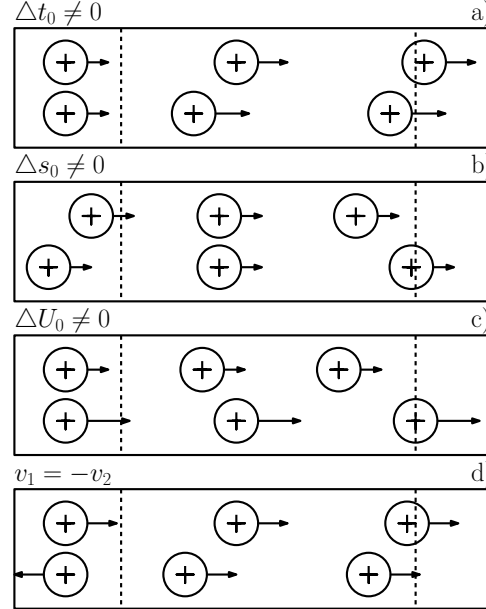 △t₀ ≠ 0 a)
+ + +
+ + +
△s₀ ≠ 0 b
+ + +
+ + +
△U₀ ≠ 0 c)
+ + +
+ + +
v₁ = −v₂ d
+ + +
+ + +